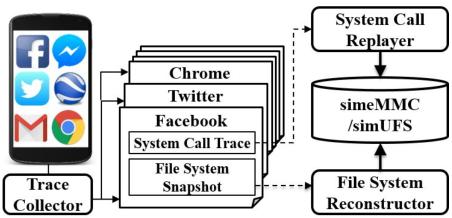 Trace
Collector
Chrome
Twitter
Facebook
System Call Trace
File System
Snapshot
System Call
Replayer
simeMMC
/simUFS
File System
Reconstructor